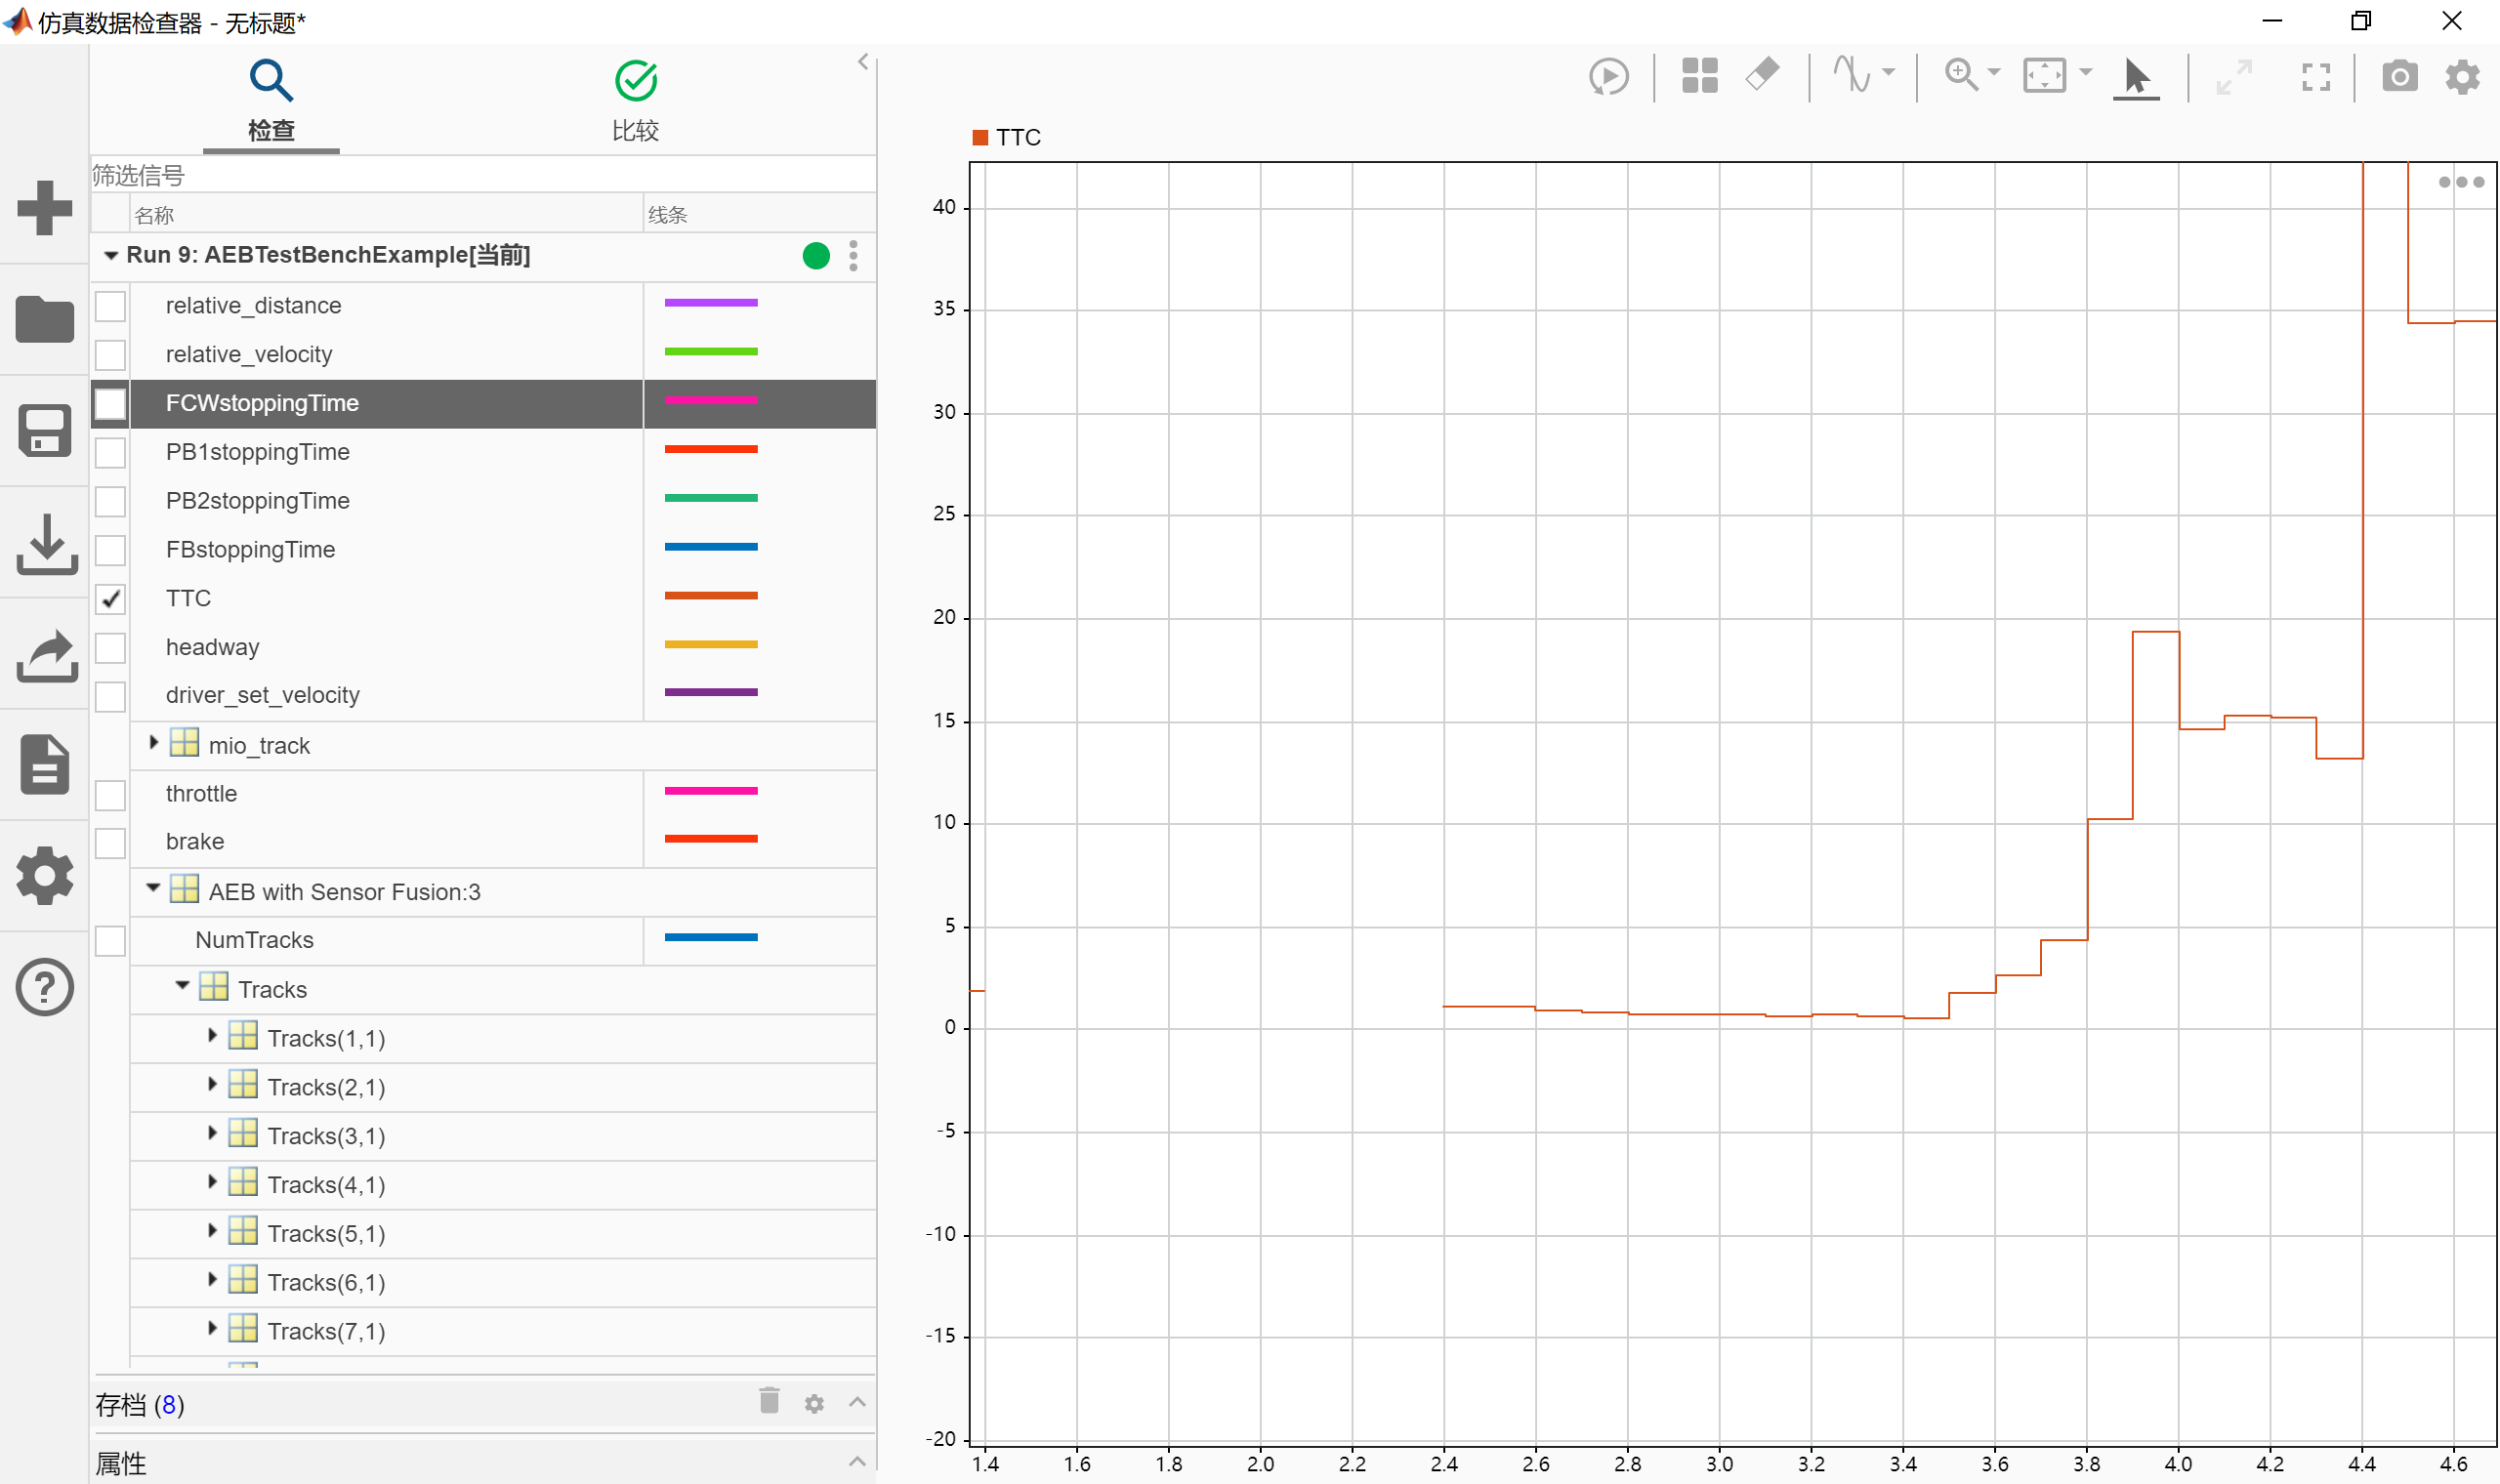 仿真数据检查器 - 无标题*
检查
比较
筛选信号
名称
线条
Run 9: AEBTestBenchExample[当前]
relative_distance
relative_velocity
FCWstoppingTime
PB1stoppingTime
PB2stoppingTime
FBstoppingTime
TTC
headway
driver_set_velocity
mio_track
throttle
brake
AEB with Sensor Fusion:3
NumTracks
Tracks
Tracks(1,1)
Tracks(2,1)
Tracks(3,1)
Tracks(4,1)
Tracks(5,1)
Tracks(6,1)
Tracks(7,1)
存档 (8)
属性
TTC
40
35
30
25
20
15
10
5
0
-5
-10
-15
-20
1.4 1.6 1.8 2.0 2.2 2.4 2.6 2.8 3.0 3.2 3.4 3.6 3.8 4.0 4.2 4.4 4.6